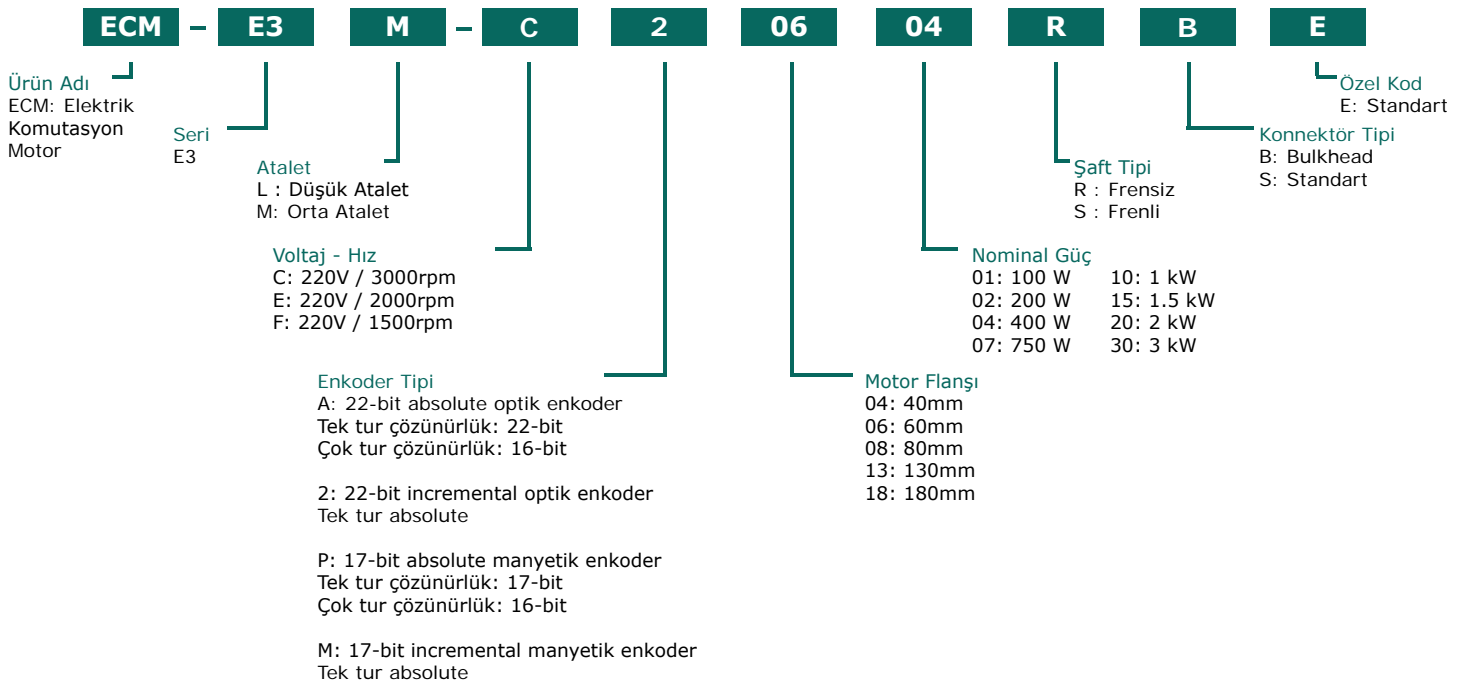 ECM – E3 M – C 2 06 04 R B E
Ürün Adı
ECM: Elektrik
Komutasyon
Motor
Seri
E3
Atalet
L : Düşük Atalet
M: Orta Atalet
Voltaj - Hız
C: 220V / 3000rpm
E: 220V / 2000rpm
F: 220V / 1500rpm
Enkoder Tipi
A: 22-bit absolute optik enkoder
Tek tur çözünürlük: 22-bit
Çok tur çözünürlük: 16-bit
2: 22-bit incremental optik enkoder
Tek tur absolute
P: 17-bit absolute manyetik enkoder
Tek tur çözünürlük: 17-bit
Çok tur çözünürlük: 16-bit
M: 17-bit incremental manyetik enkoder
Tek tur absolute
Motor Flanşı
04: 40mm
06: 60mm
08: 80mm
13: 130mm
18: 180mm
Nominal Güç
01: 100 W 10: 1 kW
02: 200 W 15: 1.5 kW
04: 400 W 20: 2 kW
07: 750 W 30: 3 kW
Şaft Tipi
R : Frensiz
S : Frenli
Konnektör Tipi
B: Bulkhead
S: Standart
Özel Kod
E: Standart